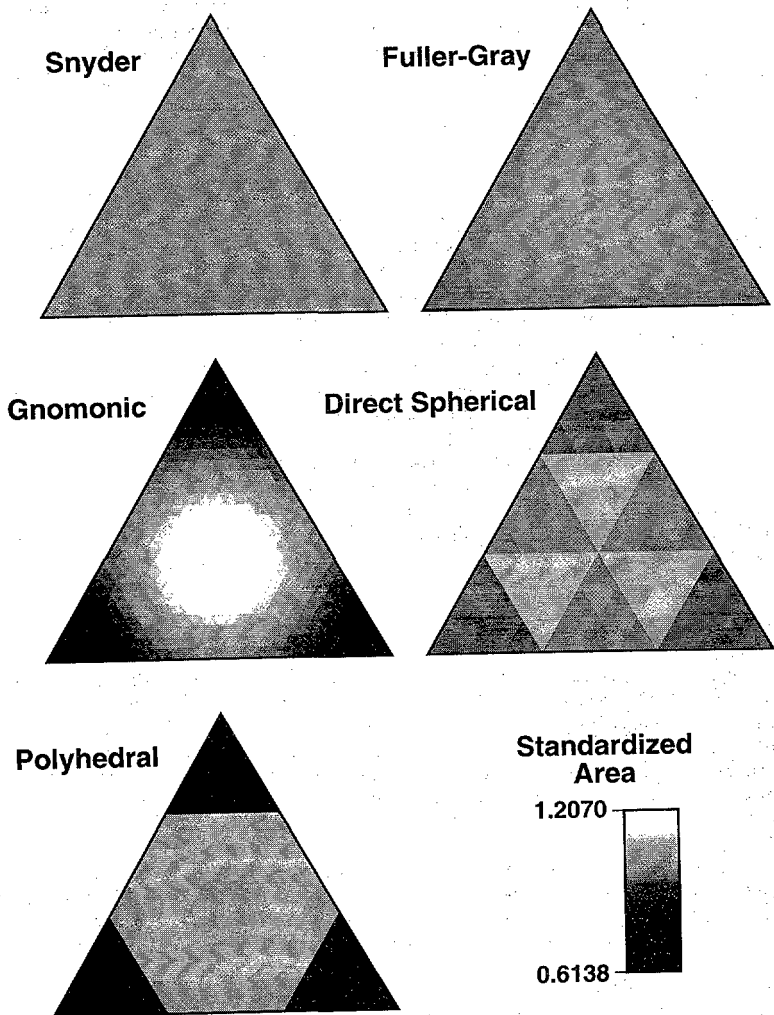 Snyder
Fuller-Gray
Gnomonic
Direct Spherical
Polyhedral
Standardized
Area
1.2070
0.6138